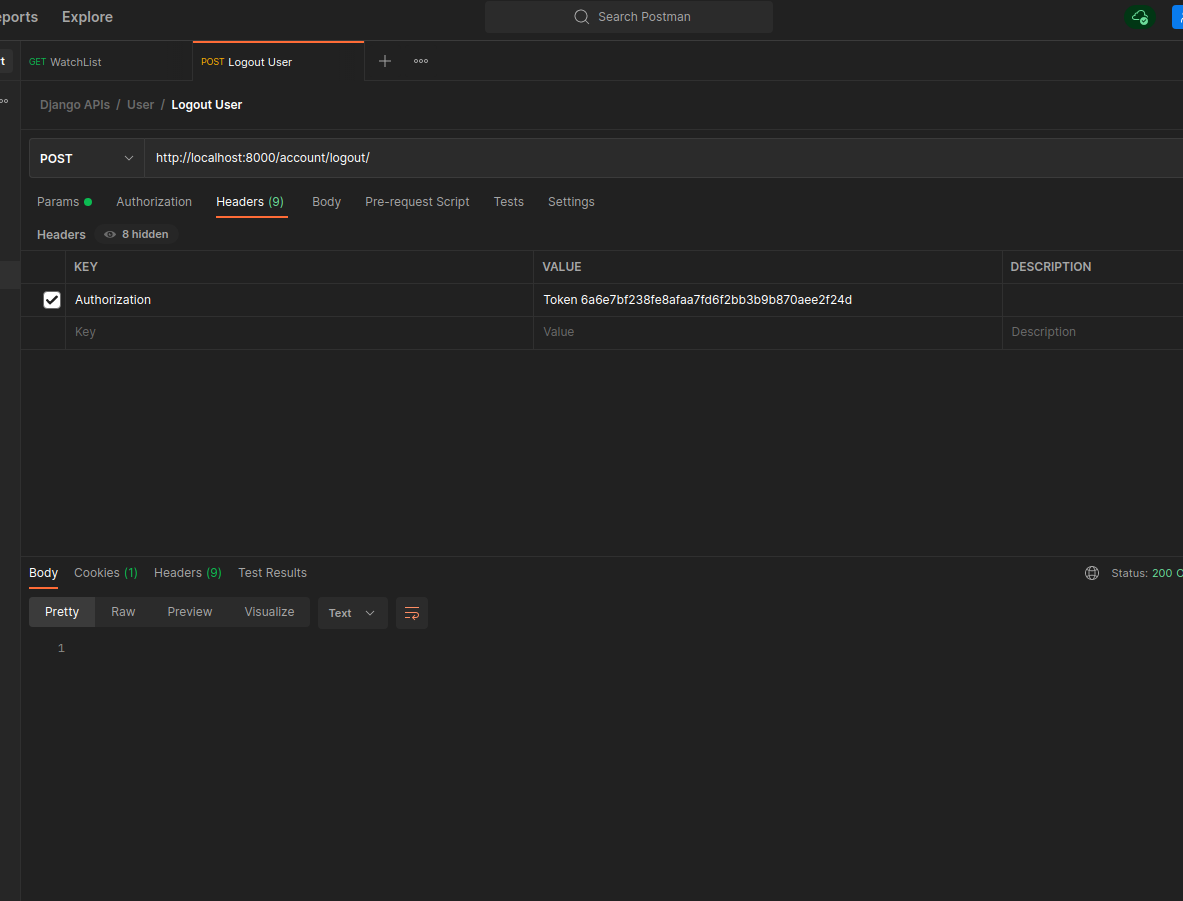 eports Explore Search Postman
GET WatchList POST Logout User
Django APIs / User / Logout User
POST http://localhost:8000/account/logout/
Params Authorization Headers (9) Body Pre-request Script Tests Settings
Headers 8 hidden
KEY VALUE DESCRIPTION
Authorization Token 6a6e7bf238fe8afaa7fd6f2bb3b9b870aee2f24d
Key Value Description
Body Cookies (1) Headers (9) Test Results Status: 200
Pretty Raw Preview Visualize Text
1